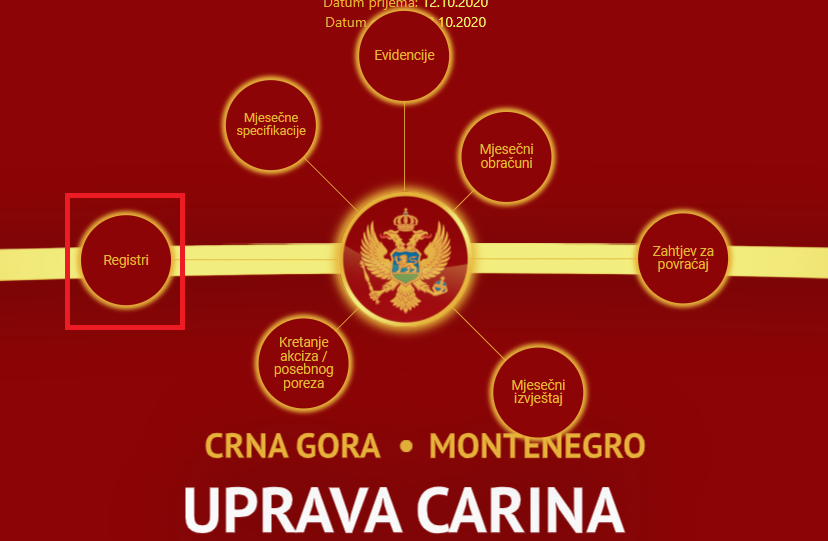 Datum prijema: 12.10.2020
Datum
.10.2020
Evidencije
Mjesečne
specifikacije
Mjesečni
obračuni
Registri
Zahtjev za
povraćaj
Kretanje
akciza /
posebnog
poreza
Mjesečni
izvještaj
CRNA GORA • MONTENEGRO
UPRAVA CARINA